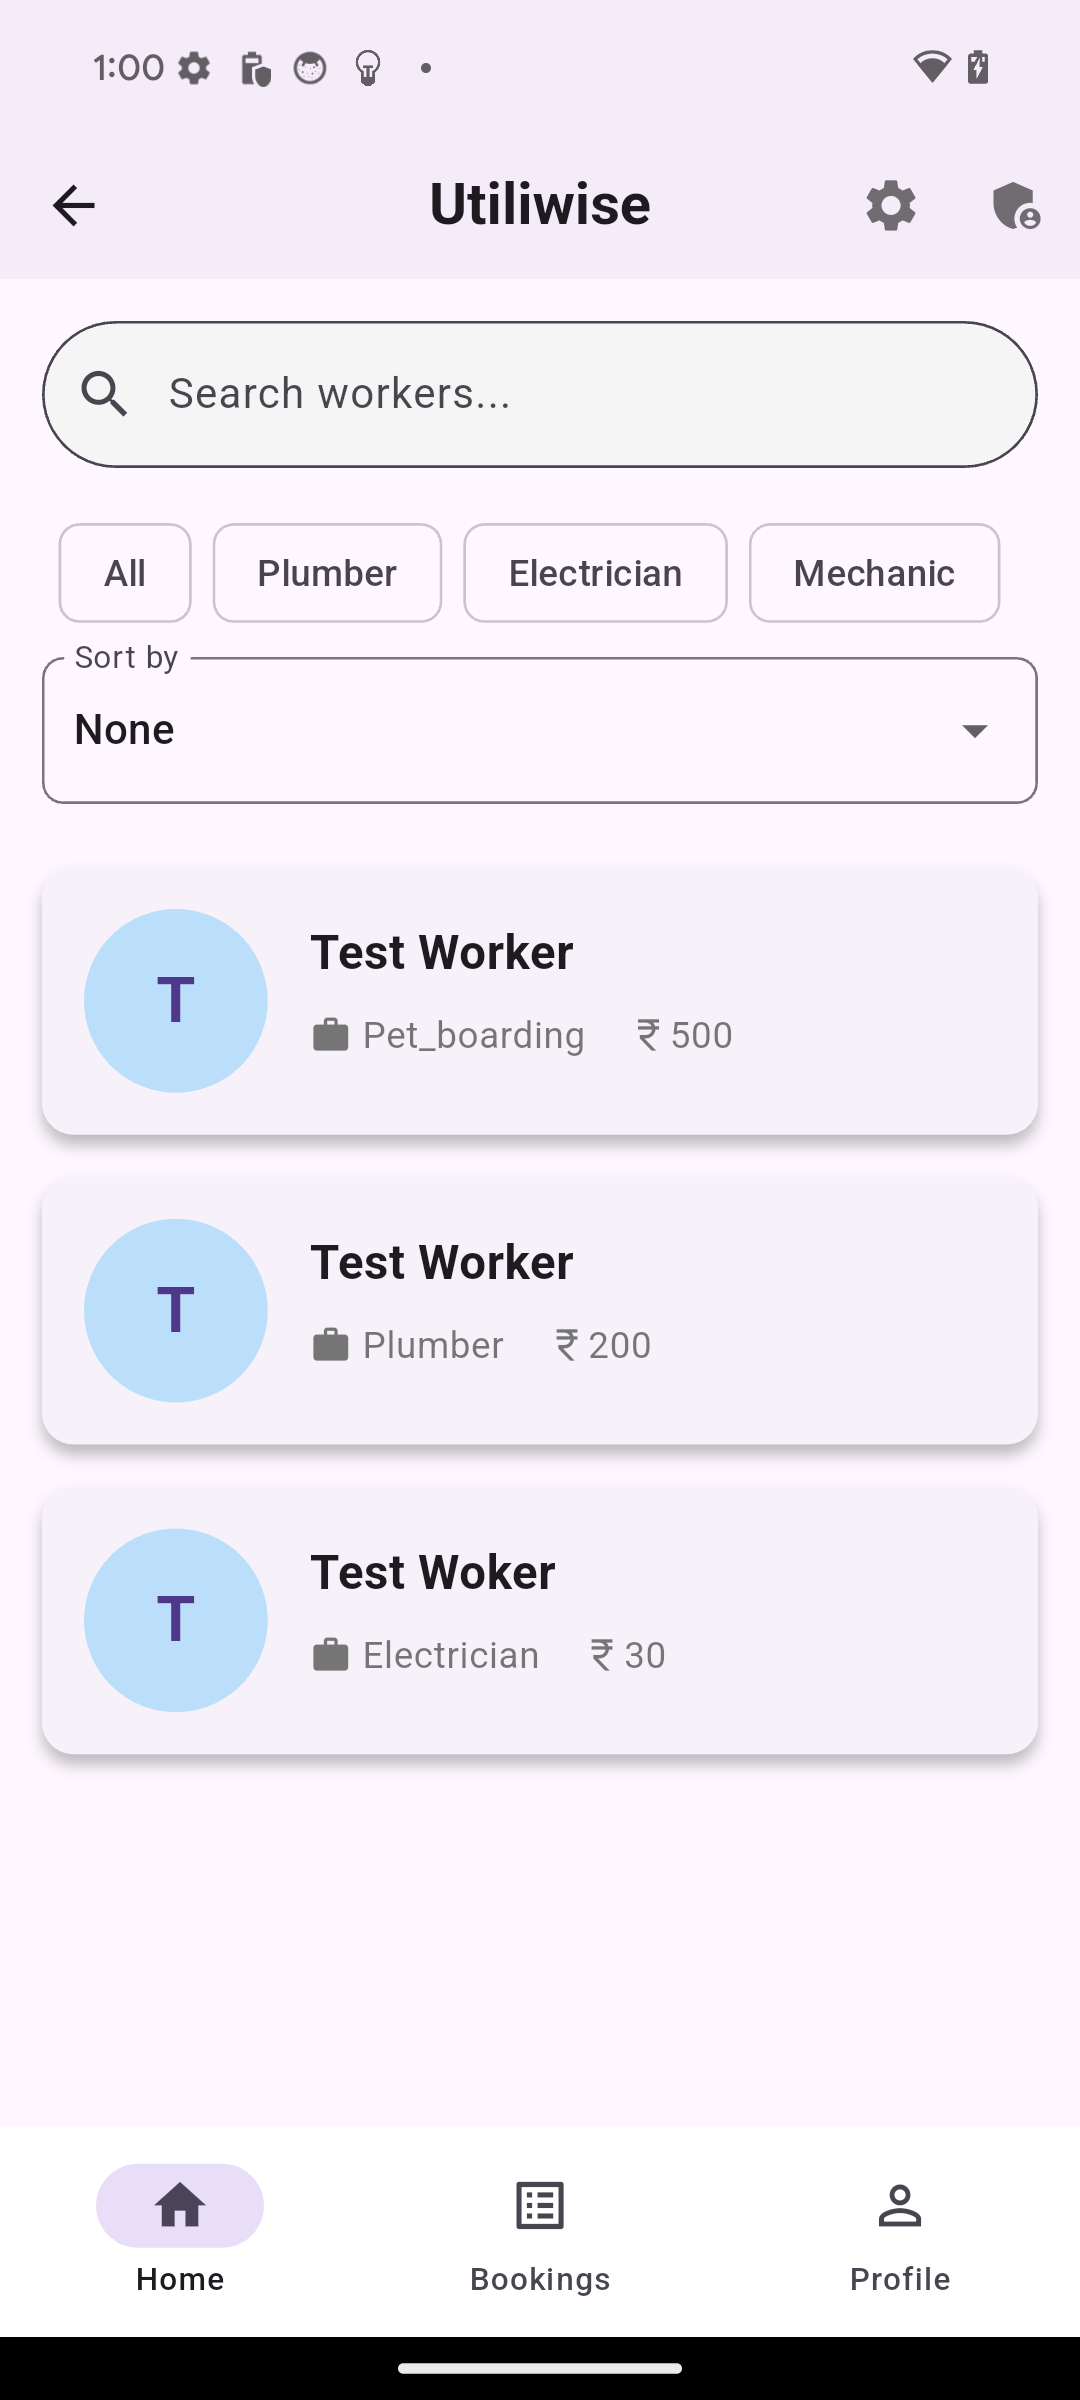 1:00
Utiliwise
Search workers...
All Plumber Electrician Mechanic
Sort by
None
T
Test Worker
Pet_boarding ₹ 500
T
Test Worker
Plumber ₹ 200
T
Test Woker
Electrician ₹ 30
Home Bookings Profile